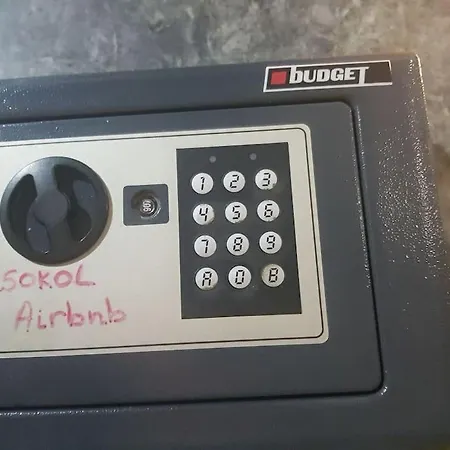 BUDGET
1 2 3
4 5 6
7 8 9
A 0 B
SOKOL
Airbnb